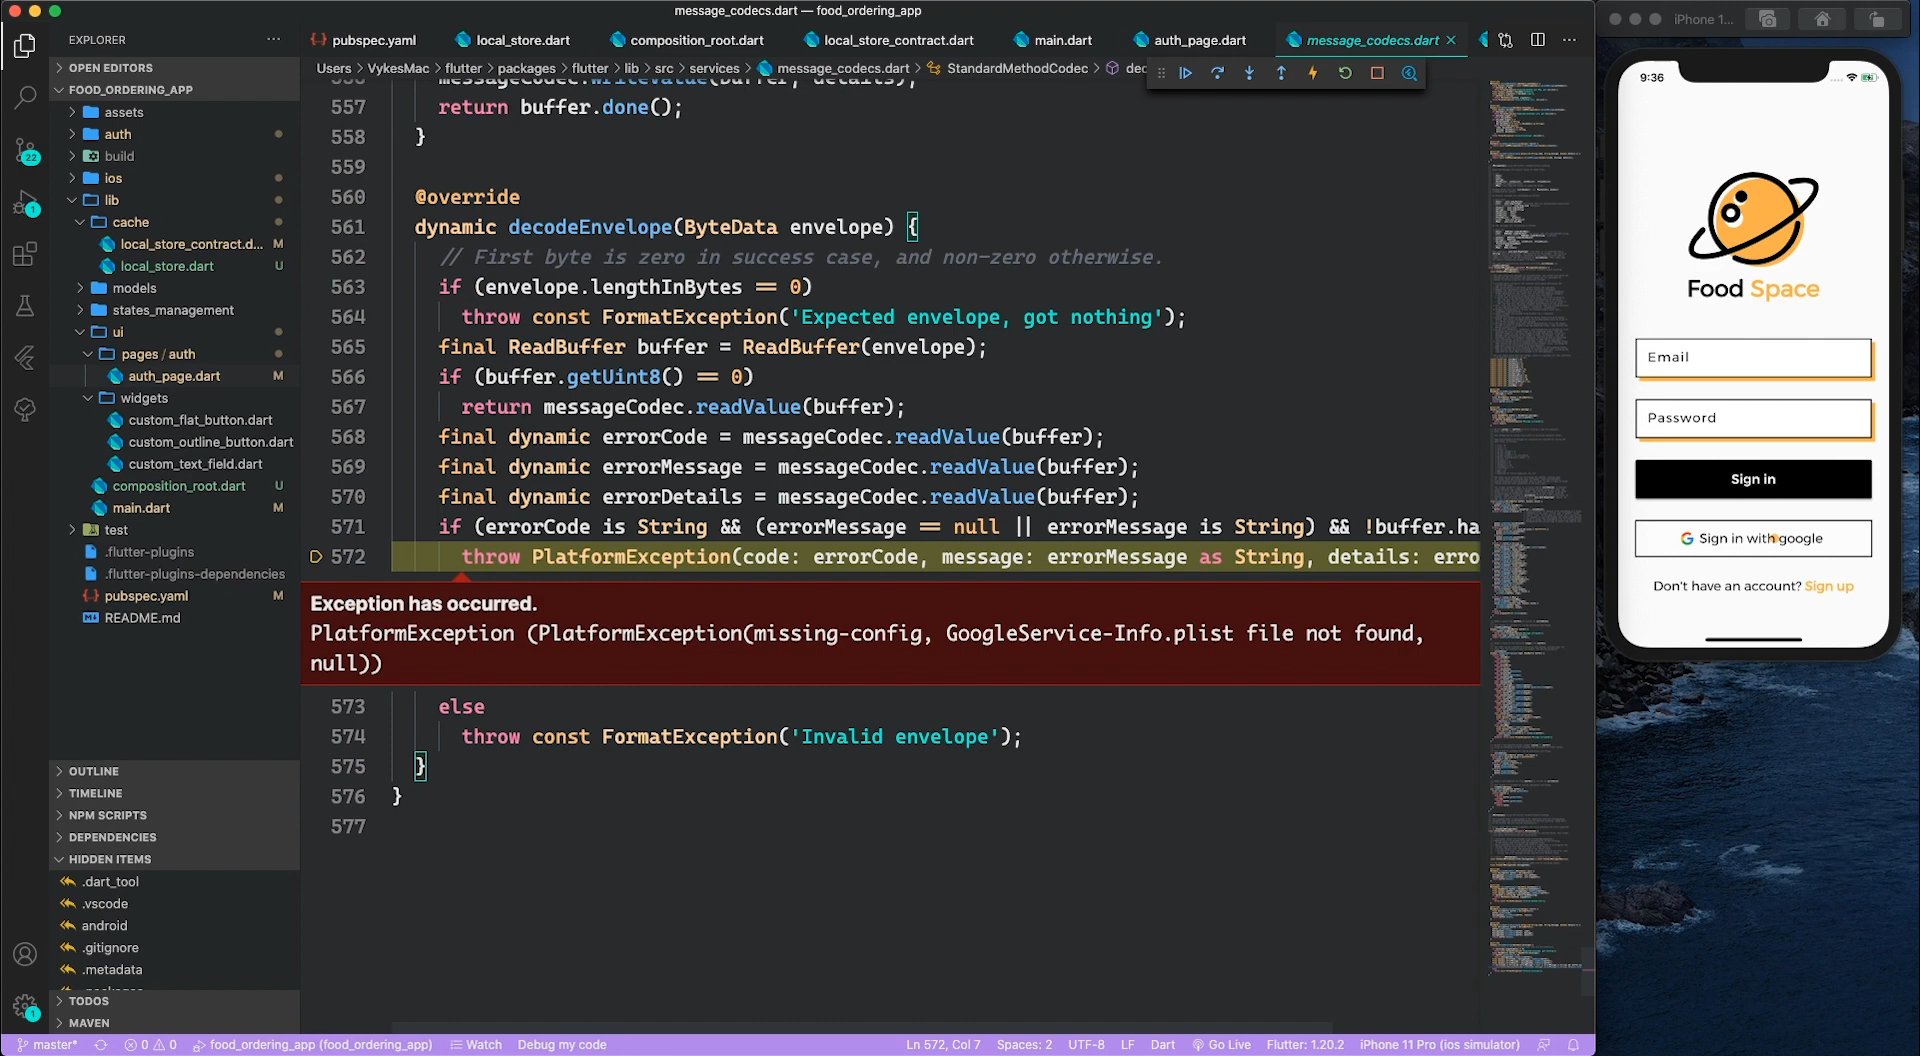 message_codecs.dart — food_ordering_app
iPhone 1...
EXPLORER
pubspec.yaml
local_store.dart
composition_root.dart
local_store_contract.dart
main.dart
auth_page.dart
message_codecs.dart
Users > VykesMac > flutter > packages > flutter > lib > src > services > message_codecs.dart > StandardMethodCodec > dec
OPEN EDITORS
FOOD_ORDERING_APP
assets
auth
build
ios
lib
cache
local_store_contract.d... M
local_store.dart U
models
states_management
ui
pages / auth
auth_page.dart M
widgets
custom_flat_button.dart
custom_outline_button.dart
custom_text_field.dart
composition_root.dart U
main.dart M
test
.flutter-plugins
.flutter-plugins-dependencies
pubspec.yaml M
README.md
OUTLINE
TIMELINE
NPM SCRIPTS
DEPENDENCIES
HIDDEN ITEMS
.dart_tool
.vscode
android
.gitignore
.metadata
TODOS
MAVEN
22
1
1
messageCodec.writeValue(buffer, details);
557 return buffer.done();
558 }
559
560 @override
561 dynamic decodeEnvelope(ByteData envelope) {
562 // First byte is zero in success case, and non-zero otherwise.
563 if (envelope.lengthInBytes == 0)
564 throw const FormatException('Expected envelope, got nothing');
565 final ReadBuffer buffer = ReadBuffer(envelope);
566 if (buffer.getUint8() == 0)
567 return messageCodec.readValue(buffer);
568 final dynamic errorCode = messageCodec.readValue(buffer);
569 final dynamic errorMessage = messageCodec.readValue(buffer);
570 final dynamic errorDetails = messageCodec.readValue(buffer);
571 if (errorCode is String && (errorMessage == null || errorMessage is String) && !buffer.ha
572 throw PlatformException(code: errorCode, message: errorMessage as String, details: erro
Exception has occurred.
PlatformException (PlatformException(missing-config, GoogleService-Info.plist file not found,
null))
573 else
574 throw const FormatException('Invalid envelope');
575 }
576 }
577
9:36
Food Space
Email
Password
Sign in
Sign in with google
Don't have an account? Sign up
master* 0 0 food_ordering_app (food_ordering_app) Watch Debug my code Ln 572, Col 7 Spaces: 2 UTF-8 LF Dart Go Live Flutter: 1.20.2 iPhone 11 Pro (ios simulator)